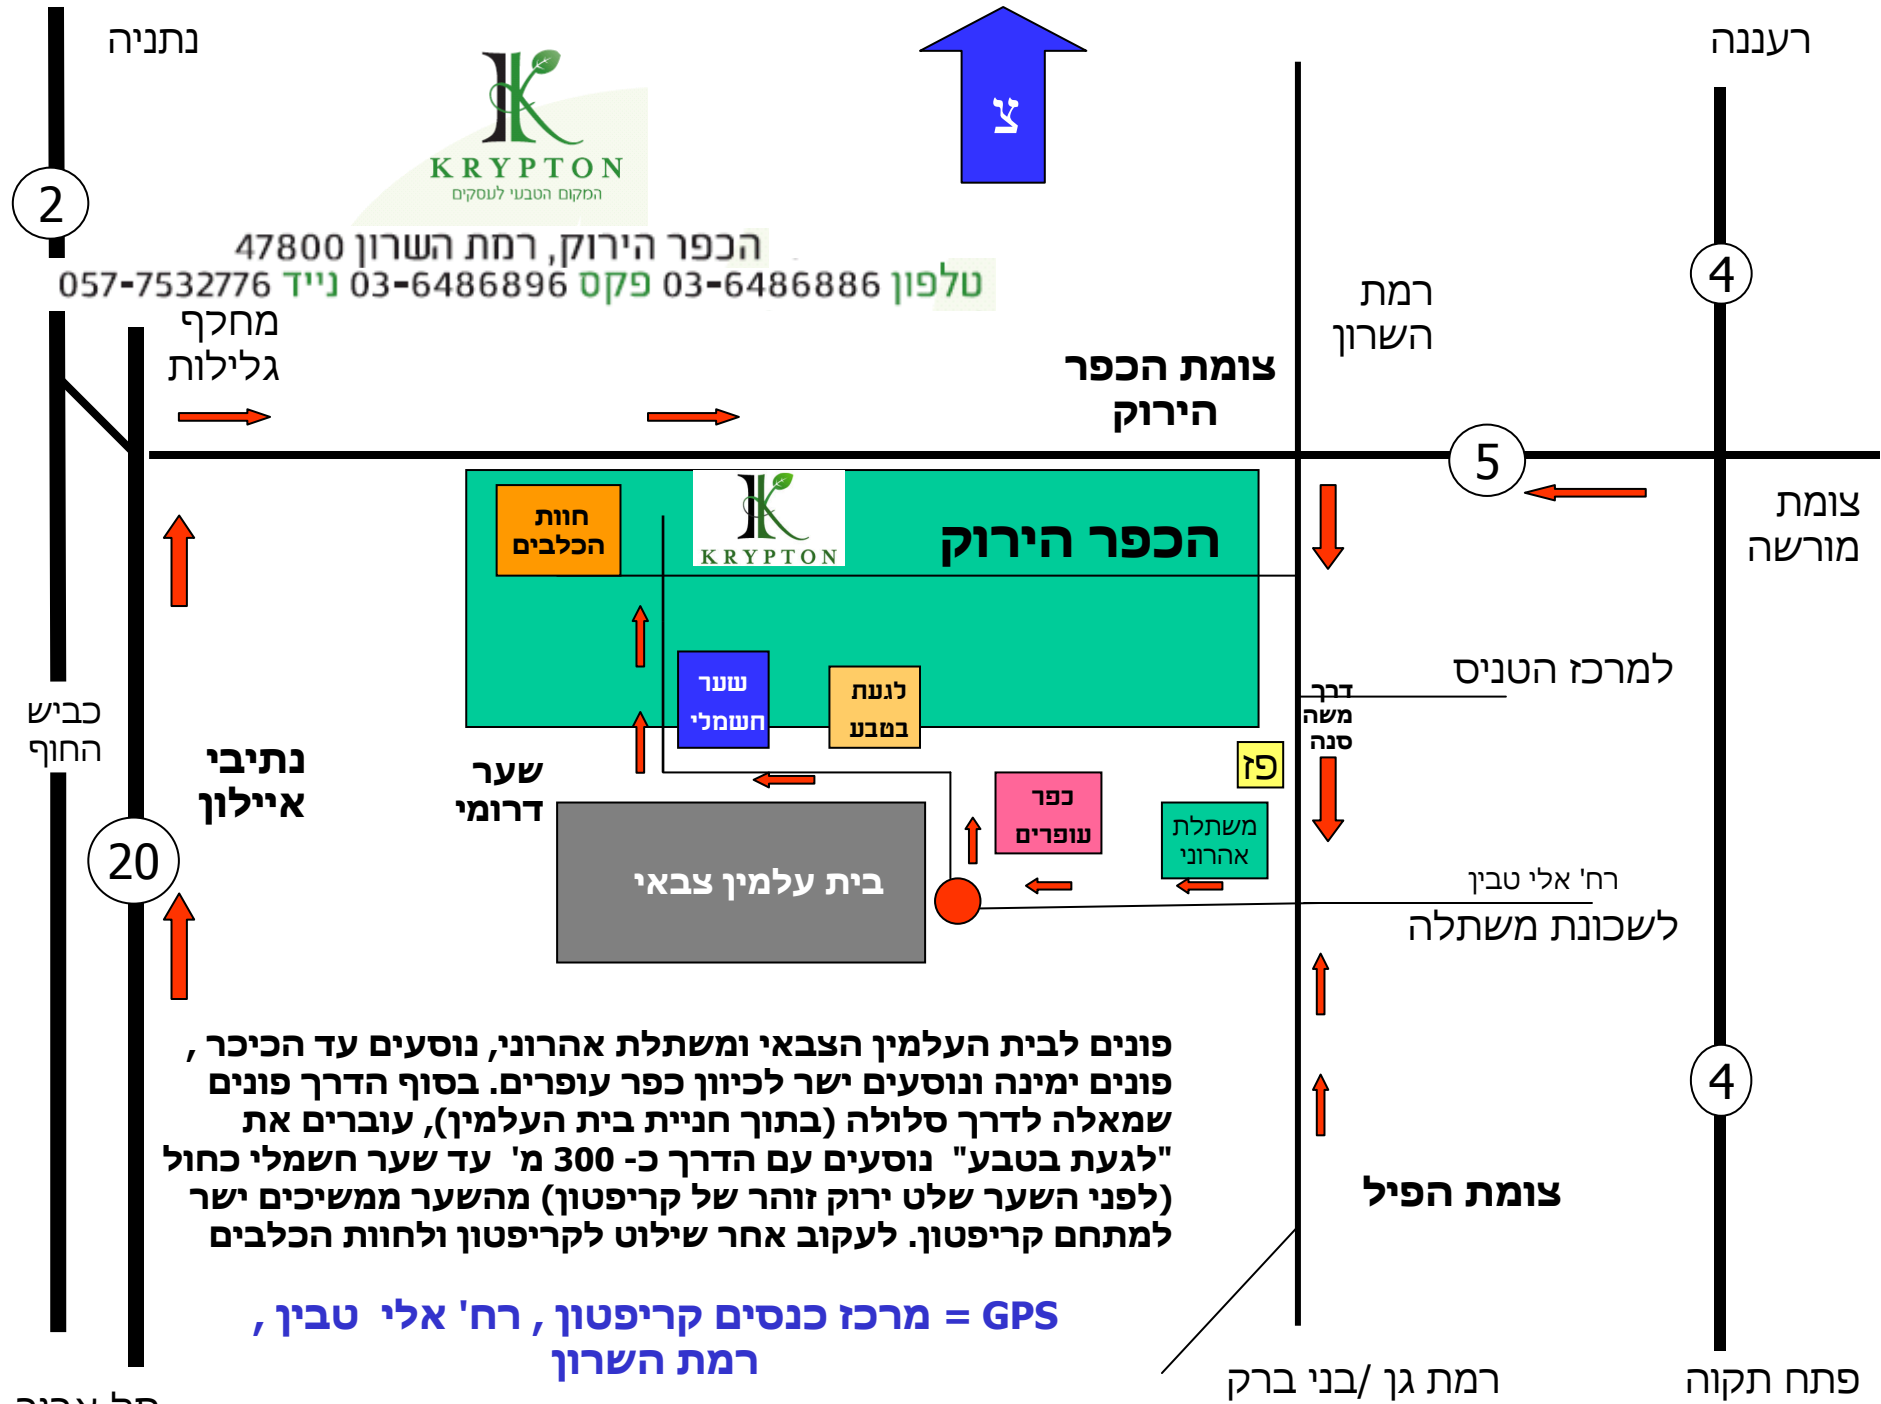 נתניה
רעננה
צ
KRYPTON
המקום הטבעי לעסקים
2
הכפר הירוק, רמת השרון 47800
טלפון 03-6486886 פקס 03-6486896 נייד 057-7532776
4
רמת
השרון
מחלף
גלילות
צומת הכפר
הירוק
5
צומת
מורשה
חוות
הכלבים
KRYPTON
הכפר הירוק
למרכז הטניס
דרך
משה
סנה
שער
חשמלי
לגעת
בטבע
כביש
החוף
נתיבי
איילון
שער
דרומי
פז
כפר
עופרים
משתלת
אהרוני
20
בית עלמין צבאי
רח' אלי טבין
לשכונת משתלה
פונים לבית העלמין הצבאי ומשתלת אהרוני, נוסעים עד הכיכר ,
פונים ימינה ונוסעים ישר לכיוון כפר עופרים. בסוף הדרך פונים
שמאלה לדרך סלולה (בתוך חניית בית העלמין), עוברים את
"לגעת בטבע"  נוסעים עם הדרך כ- 300 מ'  עד שער חשמלי כחול
(לפני השער שלט ירוק זוהר של קריפטון) מהשער ממשיכים ישר
למתחם קריפטון. לעקוב אחר שילוט לקריפטון ולחוות הכלבים
4
צומת הפיל
GPS = מרכז כנסים קריפטון , רח' אלי  טבין ,
רמת השרון
רמת גן /בני ברק
פתח תקוה